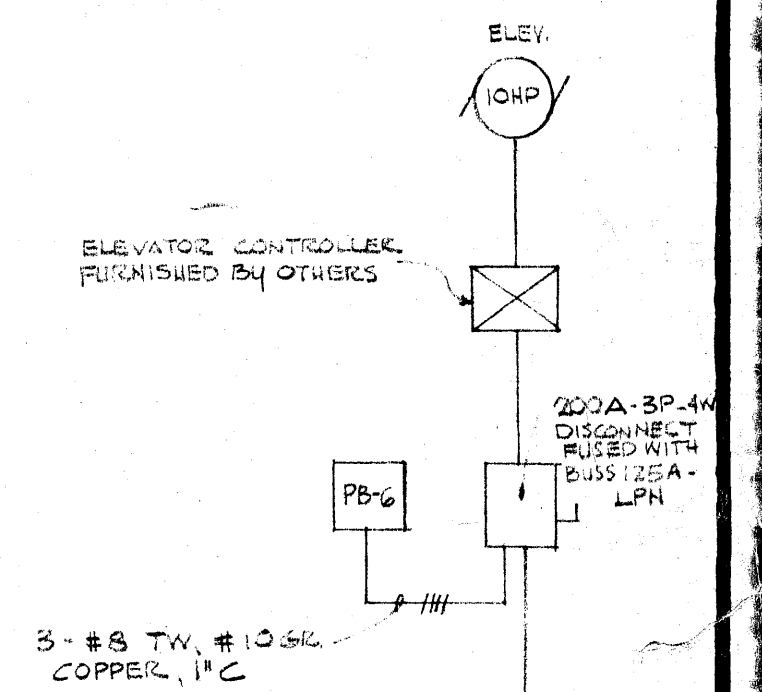 ELEV.
10HP
ELEVATOR CONTROLLER
FURNISHED BY OTHERS
200A-3P-4W
DISCONNECT
FUSED WITH
BUSS 125A-
LPN
PB-6
3-#8 TW, #10 GR.
COPPER, 1"C